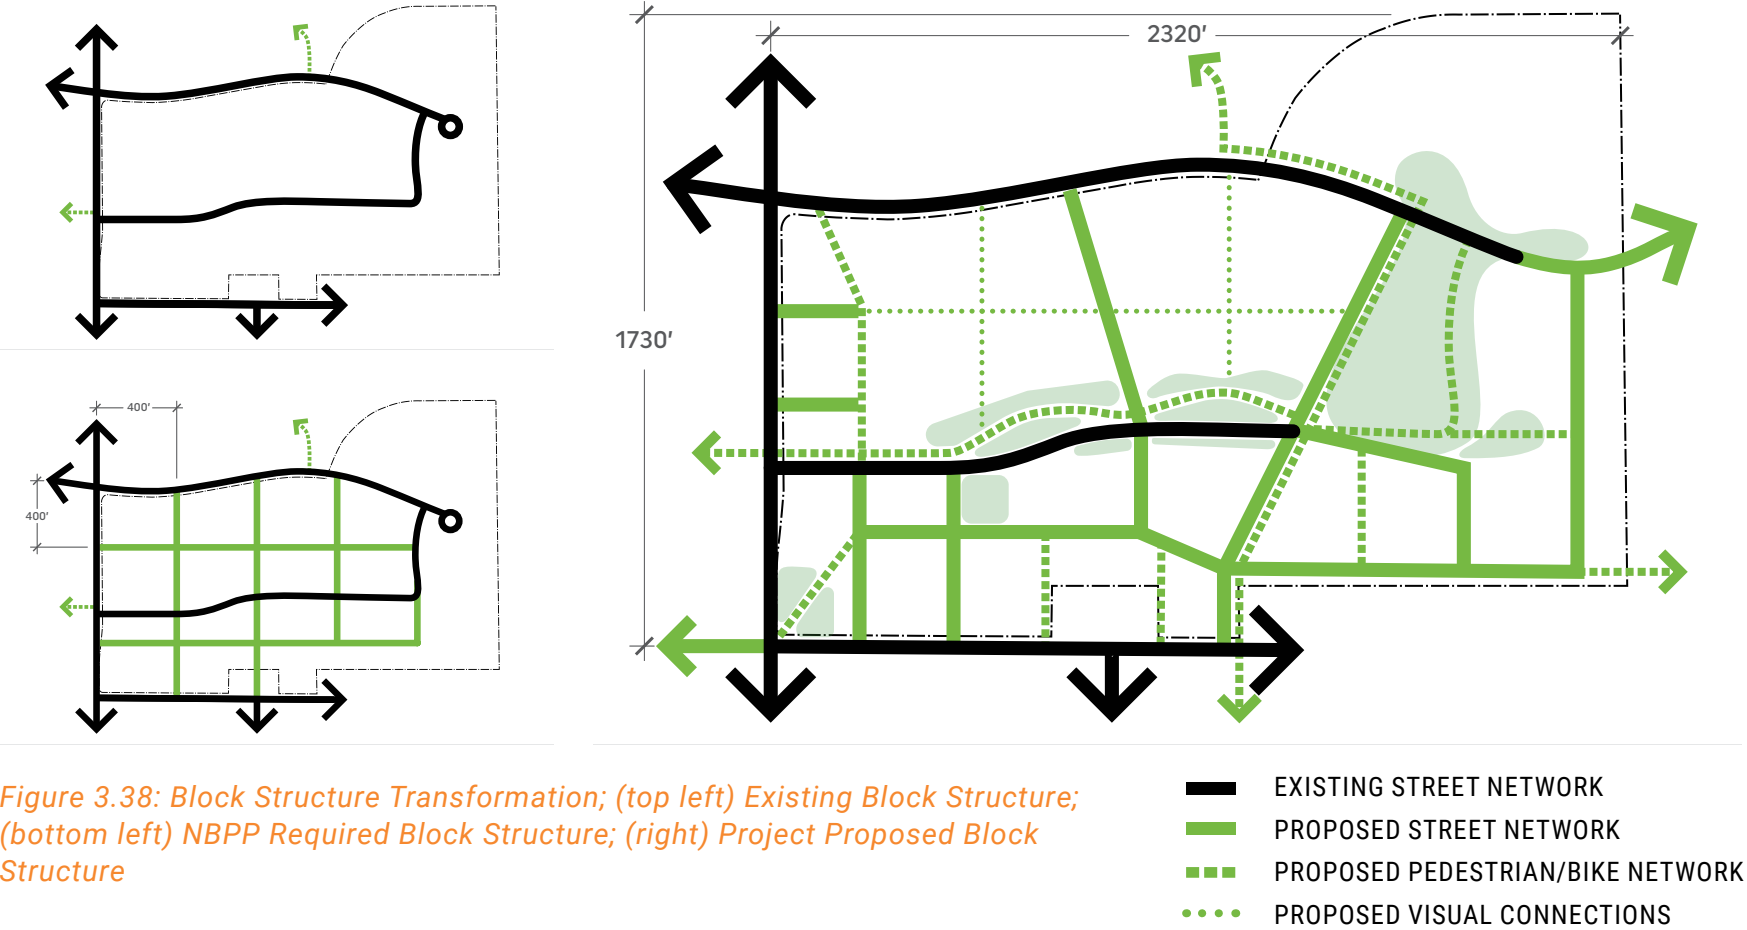 2320'
1730'
400'
400'
Figure 3.38: Block Structure Transformation; (top left) Existing Block Structure;
(bottom left) NBPP Required Block Structure; (right) Project Proposed Block
Structure
EXISTING STREET NETWORK
PROPOSED STREET NETWORK
PROPOSED PEDESTRIAN/BIKE NETWORK
PROPOSED VISUAL CONNECTIONS